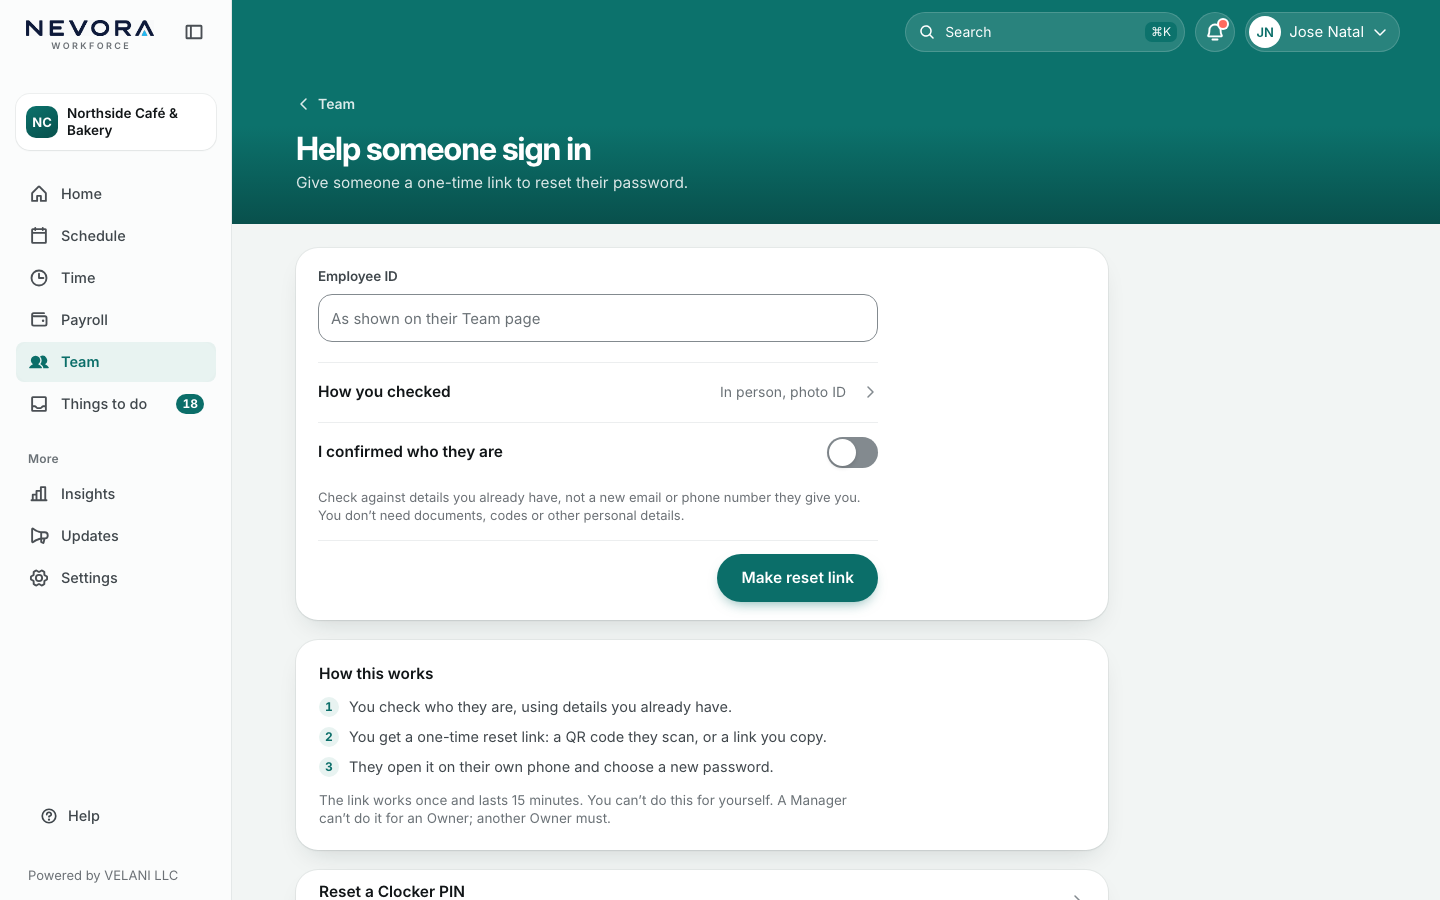 NEVORA
WORKFORCE
Search
⌘K
JN
Jose Natal
NC
Northside Café &
Bakery
Home
Schedule
Time
Payroll
Team
Things to do
18
More
Insights
Updates
Settings
Help
Powered by VELANI LLC
Team
Help someone sign in
Give someone a one-time link to reset their password.
Employee ID
As shown on their Team page
How you checked
In person, photo ID
I confirmed who they are
Check against details you already have, not a new email or phone number they give you.
You don’t need documents, codes or other personal details.
Make reset link
How this works
1 You check who they are, using details you already have.
2 You get a one-time reset link: a QR code they scan, or a link you copy.
3 They open it on their own phone and choose a new password.
The link works once and lasts 15 minutes. You can’t do this for yourself. A Manager
can’t do it for an Owner; another Owner must.
Reset a Clocker PIN